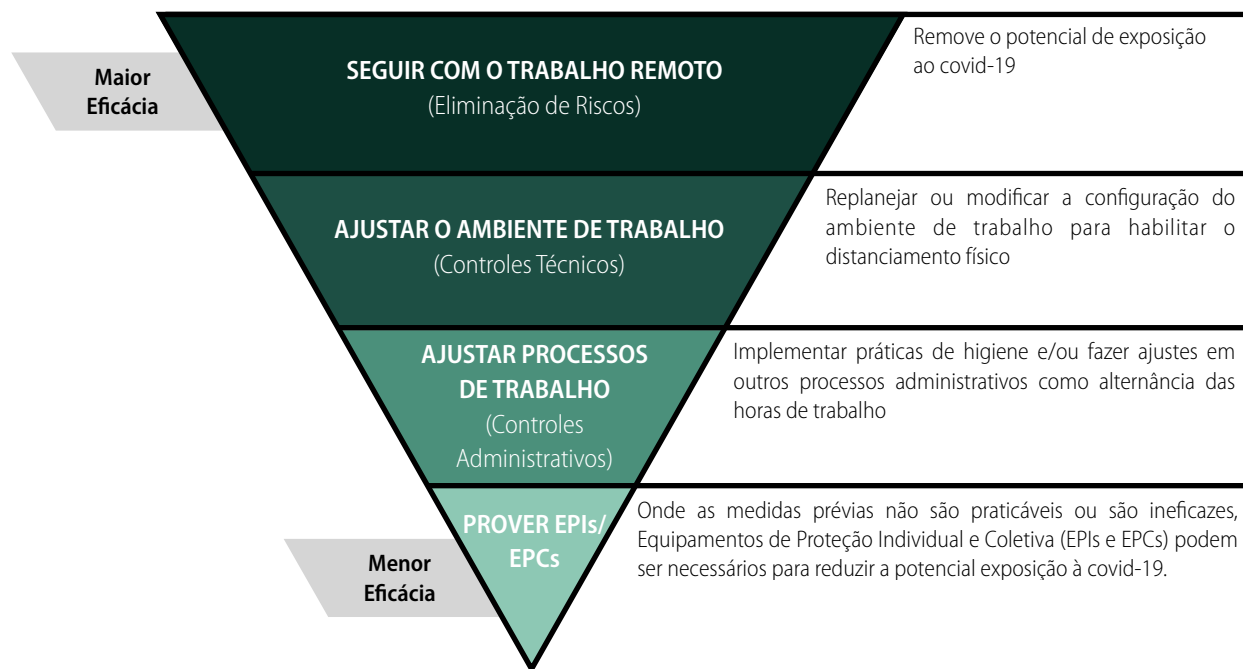 Maior
Eficácia
SEGUIR COM O TRABALHO REMOTO
(Eliminação de Riscos)
Remove o potencial de exposição
ao covid-19
AJUSTAR O AMBIENTE DE TRABALHO
(Controles Técnicos)
Replanejar ou modificar a configuração do
ambiente de trabalho para habilitar o
distanciamento físico
AJUSTAR PROCESSOS
DE TRABALHO
(Controles
Administrativos)
Implementar práticas de higiene e/ou fazer ajustes em
outros processos administrativos como alternância das
horas de trabalho
PROVER EPIs/
EPCs
Onde as medidas prévias não são praticáveis ou são ineficazes,
Equipamentos de Proteção Individual e Coletiva (EPIs e EPCs) podem
ser necessários para reduzir a potencial exposição à covid-19.
Menor
Eficácia